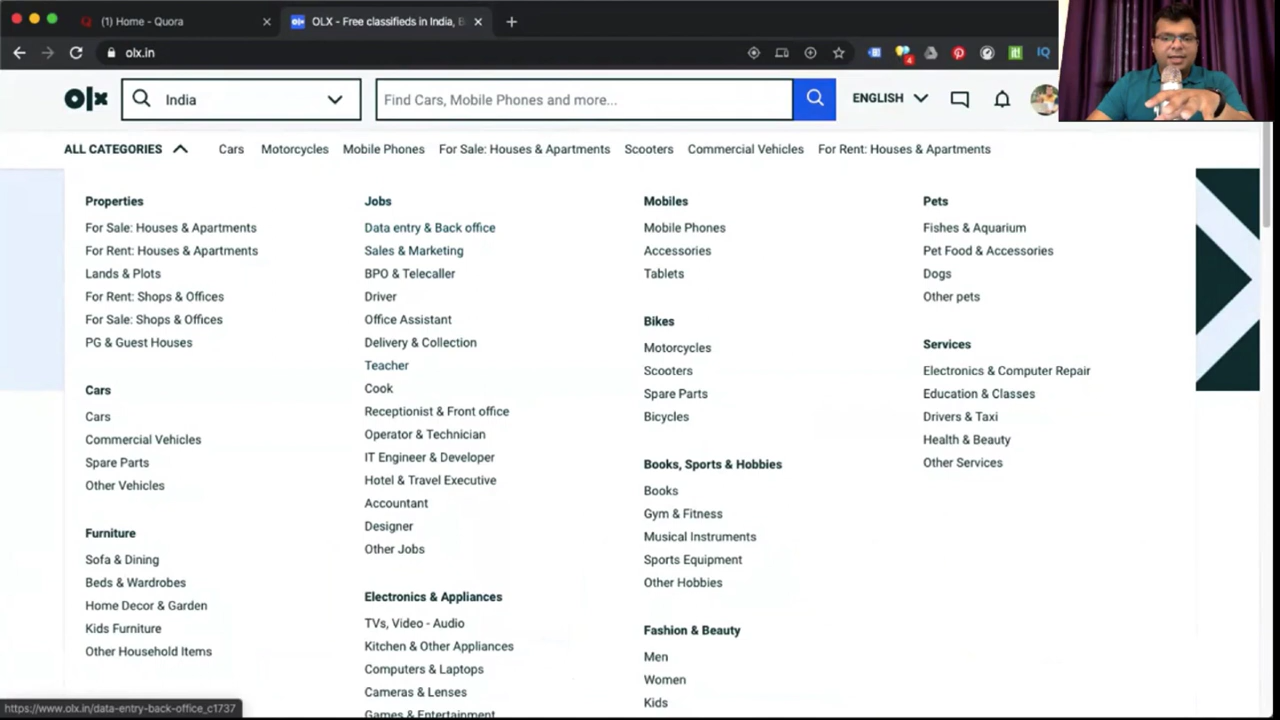 (1) Home - Quora
OLX - Free classifieds in India, B
olx.in
4
it!
IQ
olx
India
Find Cars, Mobile Phones and more...
ENGLISH
ALL CATEGORIES
Cars
Motorcycles
Mobile Phones
For Sale: Houses & Apartments
Scooters
Commercial Vehicles
For Rent: Houses & Apartments
Properties
For Sale: Houses & Apartments
For Rent: Houses & Apartments
Lands & Plots
For Rent: Shops & Offices
For Sale: Shops & Offices
PG & Guest Houses
Cars
Cars
Commercial Vehicles
Spare Parts
Other Vehicles
Furniture
Sofa & Dining
Beds & Wardrobes
Home Decor & Garden
Kids Furniture
Other Household Items
Jobs
Data entry & Back office
Sales & Marketing
BPO & Telecaller
Driver
Office Assistant
Delivery & Collection
Teacher
Cook
Receptionist & Front office
Operator & Technician
IT Engineer & Developer
Hotel & Travel Executive
Accountant
Designer
Other Jobs
Electronics & Appliances
TVs, Video - Audio
Kitchen & Other Appliances
Computers & Laptops
Cameras & Lenses
Games & Entertainment
Mobiles
Mobile Phones
Accessories
Tablets
Bikes
Motorcycles
Scooters
Spare Parts
Bicycles
Books, Sports & Hobbies
Books
Gym & Fitness
Musical Instruments
Sports Equipment
Other Hobbies
Fashion & Beauty
Men
Women
Kids
Pets
Fishes & Aquarium
Pet Food & Accessories
Dogs
Other pets
Services
Electronics & Computer Repair
Education & Classes
Drivers & Taxi
Health & Beauty
Other Services
https://www.olx.in/data-entry-back-office_c1737